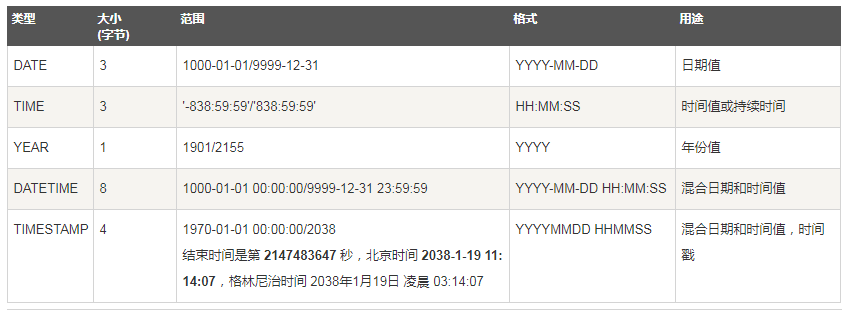 类型 大小 范围 格式 用途
(字节)
DATE 3 1000-01-01/9999-12-31 YYYY-MM-DD 日期值
TIME 3 '-838:59:59'/'838:59:59' HH:MM:SS 时间值或持续时间
YEAR 1 1901/2155 YYYY 年份值
DATETIME 8 1000-01-01 00:00:00/9999-12-31 23:59:59 YYYY-MM-DD HH:MM:SS 混合日期和时间值
TIMESTAMP 4 1970-01-01 00:00:00/2038 YYYYMMDD HHMMSS 混合日期和时间值，时间
结束时间是第 2147483647 秒，北京时间 2038-1-19 11: 戳
14:07，格林尼治时间 2038年1月19日 凌晨 03:14:07